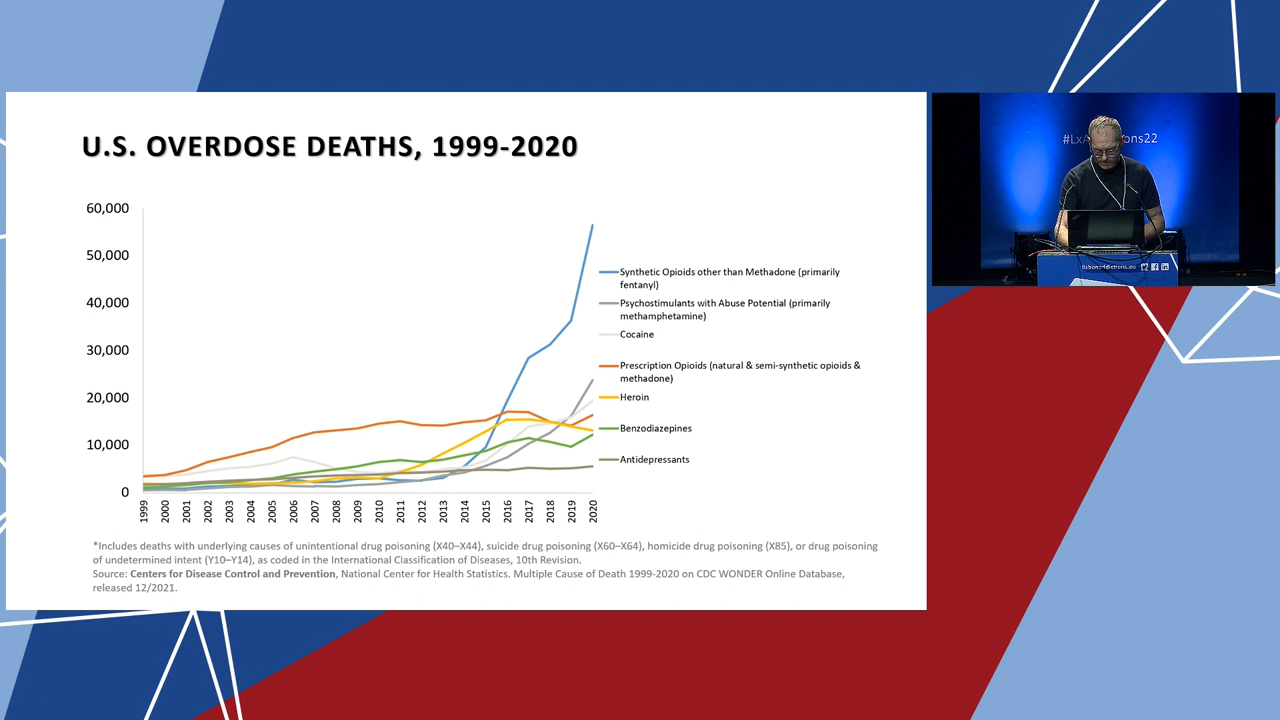 U.S. OVERDOSE DEATHS, 1999-2020
60,000
50,000
40,000
30,000
20,000
10,000
0
1999
2000
2001
2002
2003
2004
2005
2006
2007
2008
2009
2010
2011
2012
2013
2014
2015
2016
2017
2018
2019
2020
Synthetic Opioids other than Methadone (primarily
fentanyl)
Psychostimulants with Abuse Potential (primarily
methamphetamine)
Cocaine
Prescription Opioids (natural & semi-synthetic opioids &
methadone)
Heroin
Benzodiazepines
Antidepressants
*Includes deaths with underlying causes of unintentional drug poisoning (X40–X44), suicide drug poisoning (X60–X64), homicide drug poisoning (X85), or drug poisoning
of undetermined intent (Y10–Y14), as coded in the International Classification of Diseases, 10th Revision.
Source: Centers for Disease Control and Prevention, National Center for Health Statistics. Multiple Cause of Death 1999-2020 on CDC WONDER Online Database,
released 12/2021.